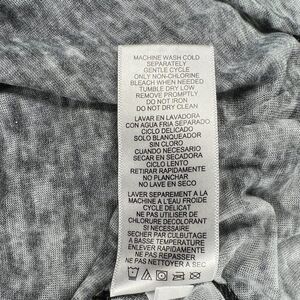 MACHINE WASH COLD
SEPARATELY
GENTLE CYCLE
ONLY NON-CHLORINE
BLEACH WHEN NEEDED
TUMBLE DRY LOW
REMOVE PROMPTLY
DO NOT IRON
DO NOT DRY CLEAN
LAVAR EN LAVADORA
CON AGUA FRIA SEPARADO
CICLO DELICADO
SOLO BLANQUEADOR
SIN CLORO
CUANDO NECESARIO
SECAR EN SECADORA
CICLO LENTO
RETIRAR RAPIDAMENTE
NO PLANCHAR
NO LAVE EN SECO
LAVER SEPAREMENT A LA
MACHINE A L'EAU FROIDE
CYCLE DELICAT
NE PAS UTILISER DE
CHLORURE DECOLORANT
SI NECESSAIRE
SECHER PAR CULBUTAGE
A BASSE TEMPERATURE
ENLEVER RAPIDEMENT
NE PAS REPASSER
NE PAS NETTOYER A SEC